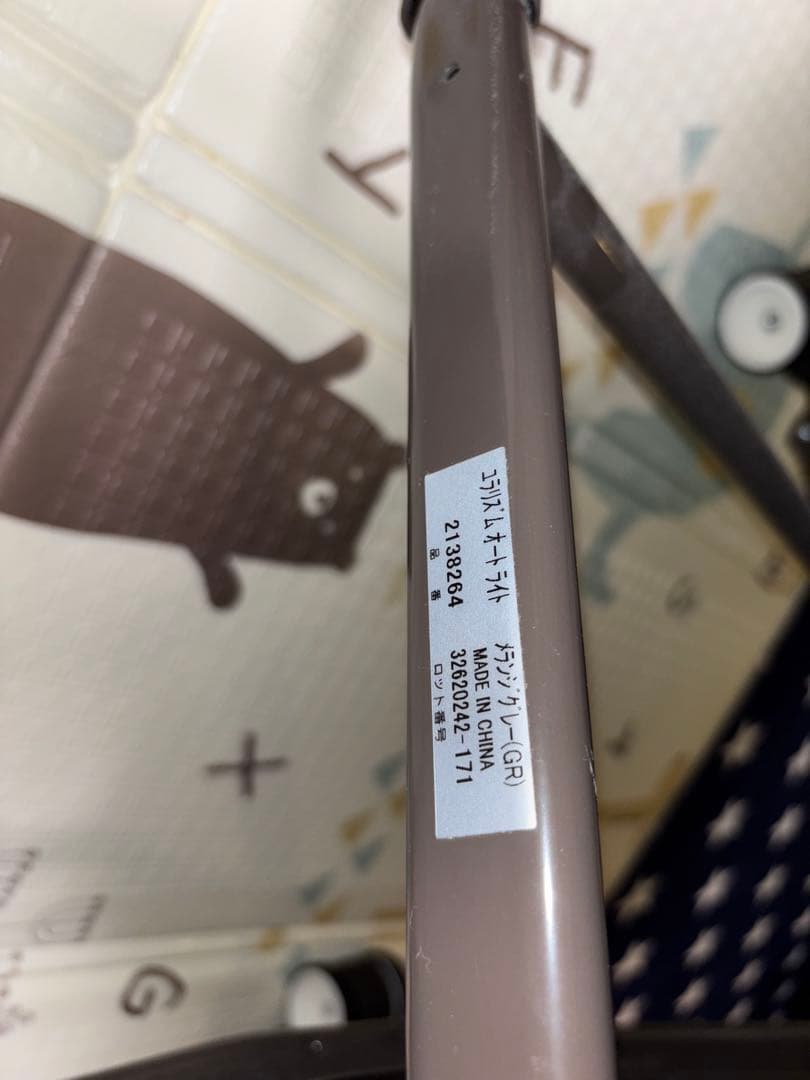 ﾕﾗﾘｽﾞﾑ ｵｰﾄ ﾗｲﾄ
ﾒﾗﾝｼﾞｸﾞﾚｰ(GR)
MADE IN CHINA
2138264
32620242-171
品番
ロット番号
E
Y
G